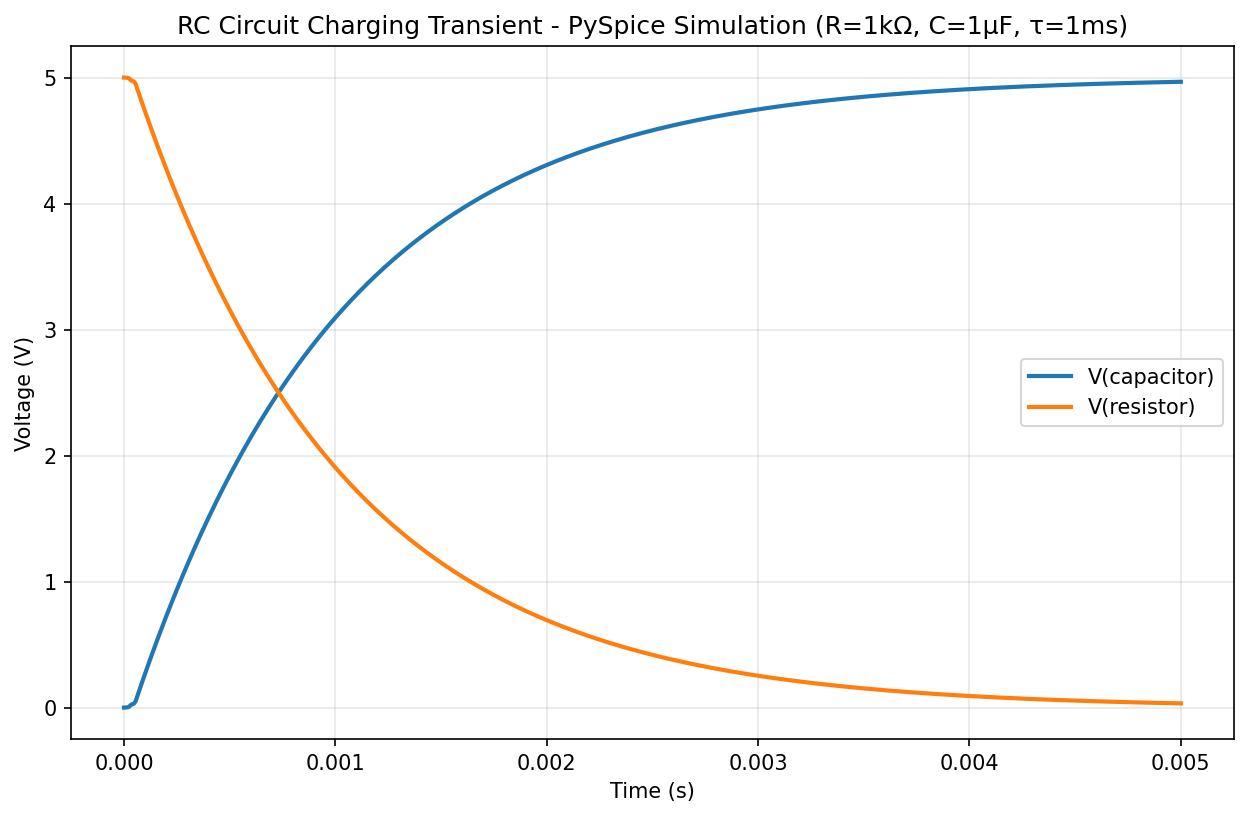 RC Circuit Charging Transient - PySpice Simulation (R=1kΩ, C=1μF, τ=1ms)
5
4
3
2
1
0
Voltage (V)
V(capacitor)
V(resistor)
0.000 0.001 0.002 0.003 0.004 0.005
Time (s)